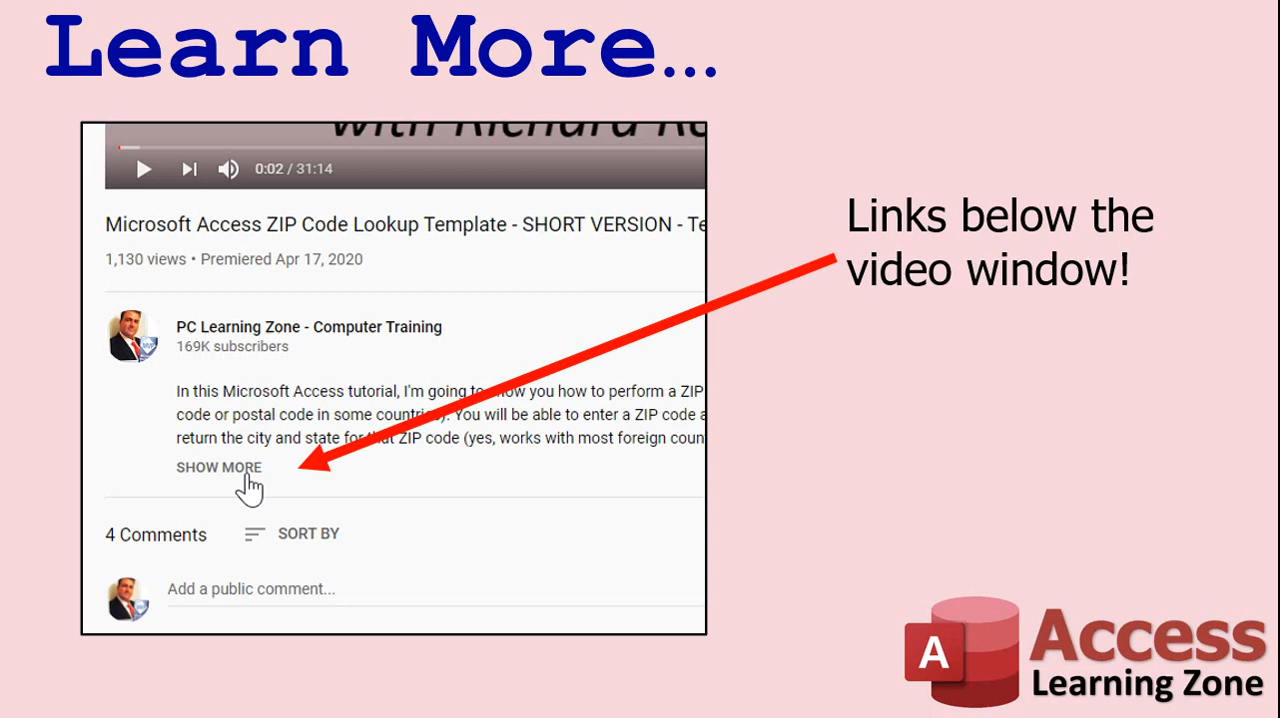 Learn More...
with Richard
0:02 / 31:14
Microsoft Access ZIP Code Lookup Template - SHORT VERSION -
1,130 views • Premiered Apr 17, 2020
Links below the
video window!
PC Learning Zone - Computer Training
169K subscribers
In this Microsoft Access tutorial, I'm going to show you how to perform a ZIP
code or postal code in some countries). You will be able to enter a ZIP code
return the city and state for that ZIP code (yes, works with most foreign
SHOW MORE
4 Comments
SORT BY
Add a public comment...
A
Access
Learning Zone